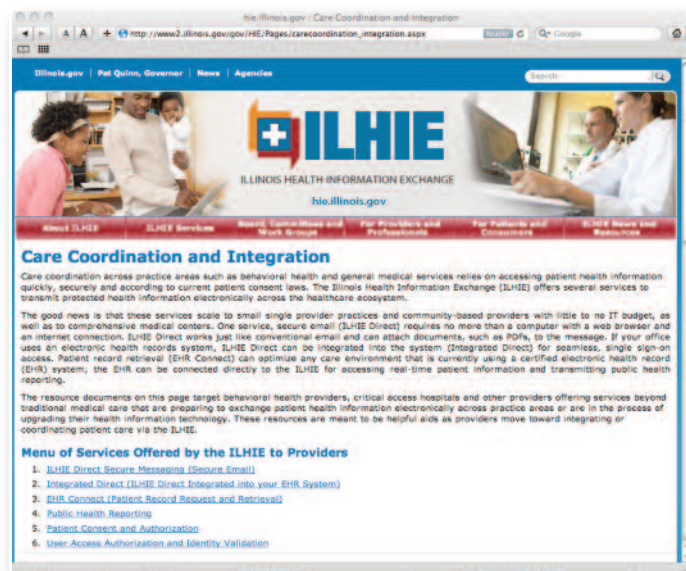 hie.illinois.gov : Care Coordination and Integration
A A + http://www2.illinois.gov/gov/HIE/Pages/carecoordination_integration.aspx Reader Google
Illinois.gov | Pat Quinn, Governor | News | Agencies Search
ILHIE
ILLINOIS HEALTH INFORMATION EXCHANGE
hie.illinois.gov
About ILHIE ILHIE Services Board, Committees and Work Groups For Providers and Professionals For Patients and Consumers ILHIE News and Resources
Care Coordination and Integration
Care coordination across practice areas such as behavioral health and general medical services relies on accessing patient health information
quickly, securely and according to current patient consent laws. The Illinois Health Information Exchange (ILHIE) offers several services to
transmit protected health information electronically across the healthcare ecosystem.
The good news is that these services scale to small single provider practices and community-based providers with little to no IT budget, as
well as to comprehensive medical centers. One service, secure email (ILHIE Direct) requires no more than a computer with a web browser and
an internet connection. ILHIE Direct works just like conventional email and can attach documents, such as PDFs, to the message. If your office
uses an electronic health records system, ILHIE Direct can be integrated into the system (Integrated Direct) for seamless, single sign-on
access. Patient record retrieval (EHR Connect) can optimize any care environment that is currently using a certified electronic health record
(EHR) system; the EHR can be connected directly to the ILHIE for accessing real-time patient information and transmitting public health
reporting.
The resource documents on this page target behavioral health providers, critical access hospitals and other providers offering services beyond
traditional medical care that are preparing to exchange patient health information electronically across practice areas or are in the process of
upgrading their health information technology. These resources are meant to be helpful aids as providers move toward integrating or
coordinating patient care via the ILHIE.
Menu of Services Offered by the ILHIE to Providers
1. ILHIE Direct Secure Messaging (Secure Email)
2. Integrated Direct (ILHIE Direct Integrated into your EHR System)
3. EHR Connect (Patient Record Request and Retrieval)
4. Public Health Reporting
5. Patient Consent and Authorization
6. User Access Authorization and Identity Validation